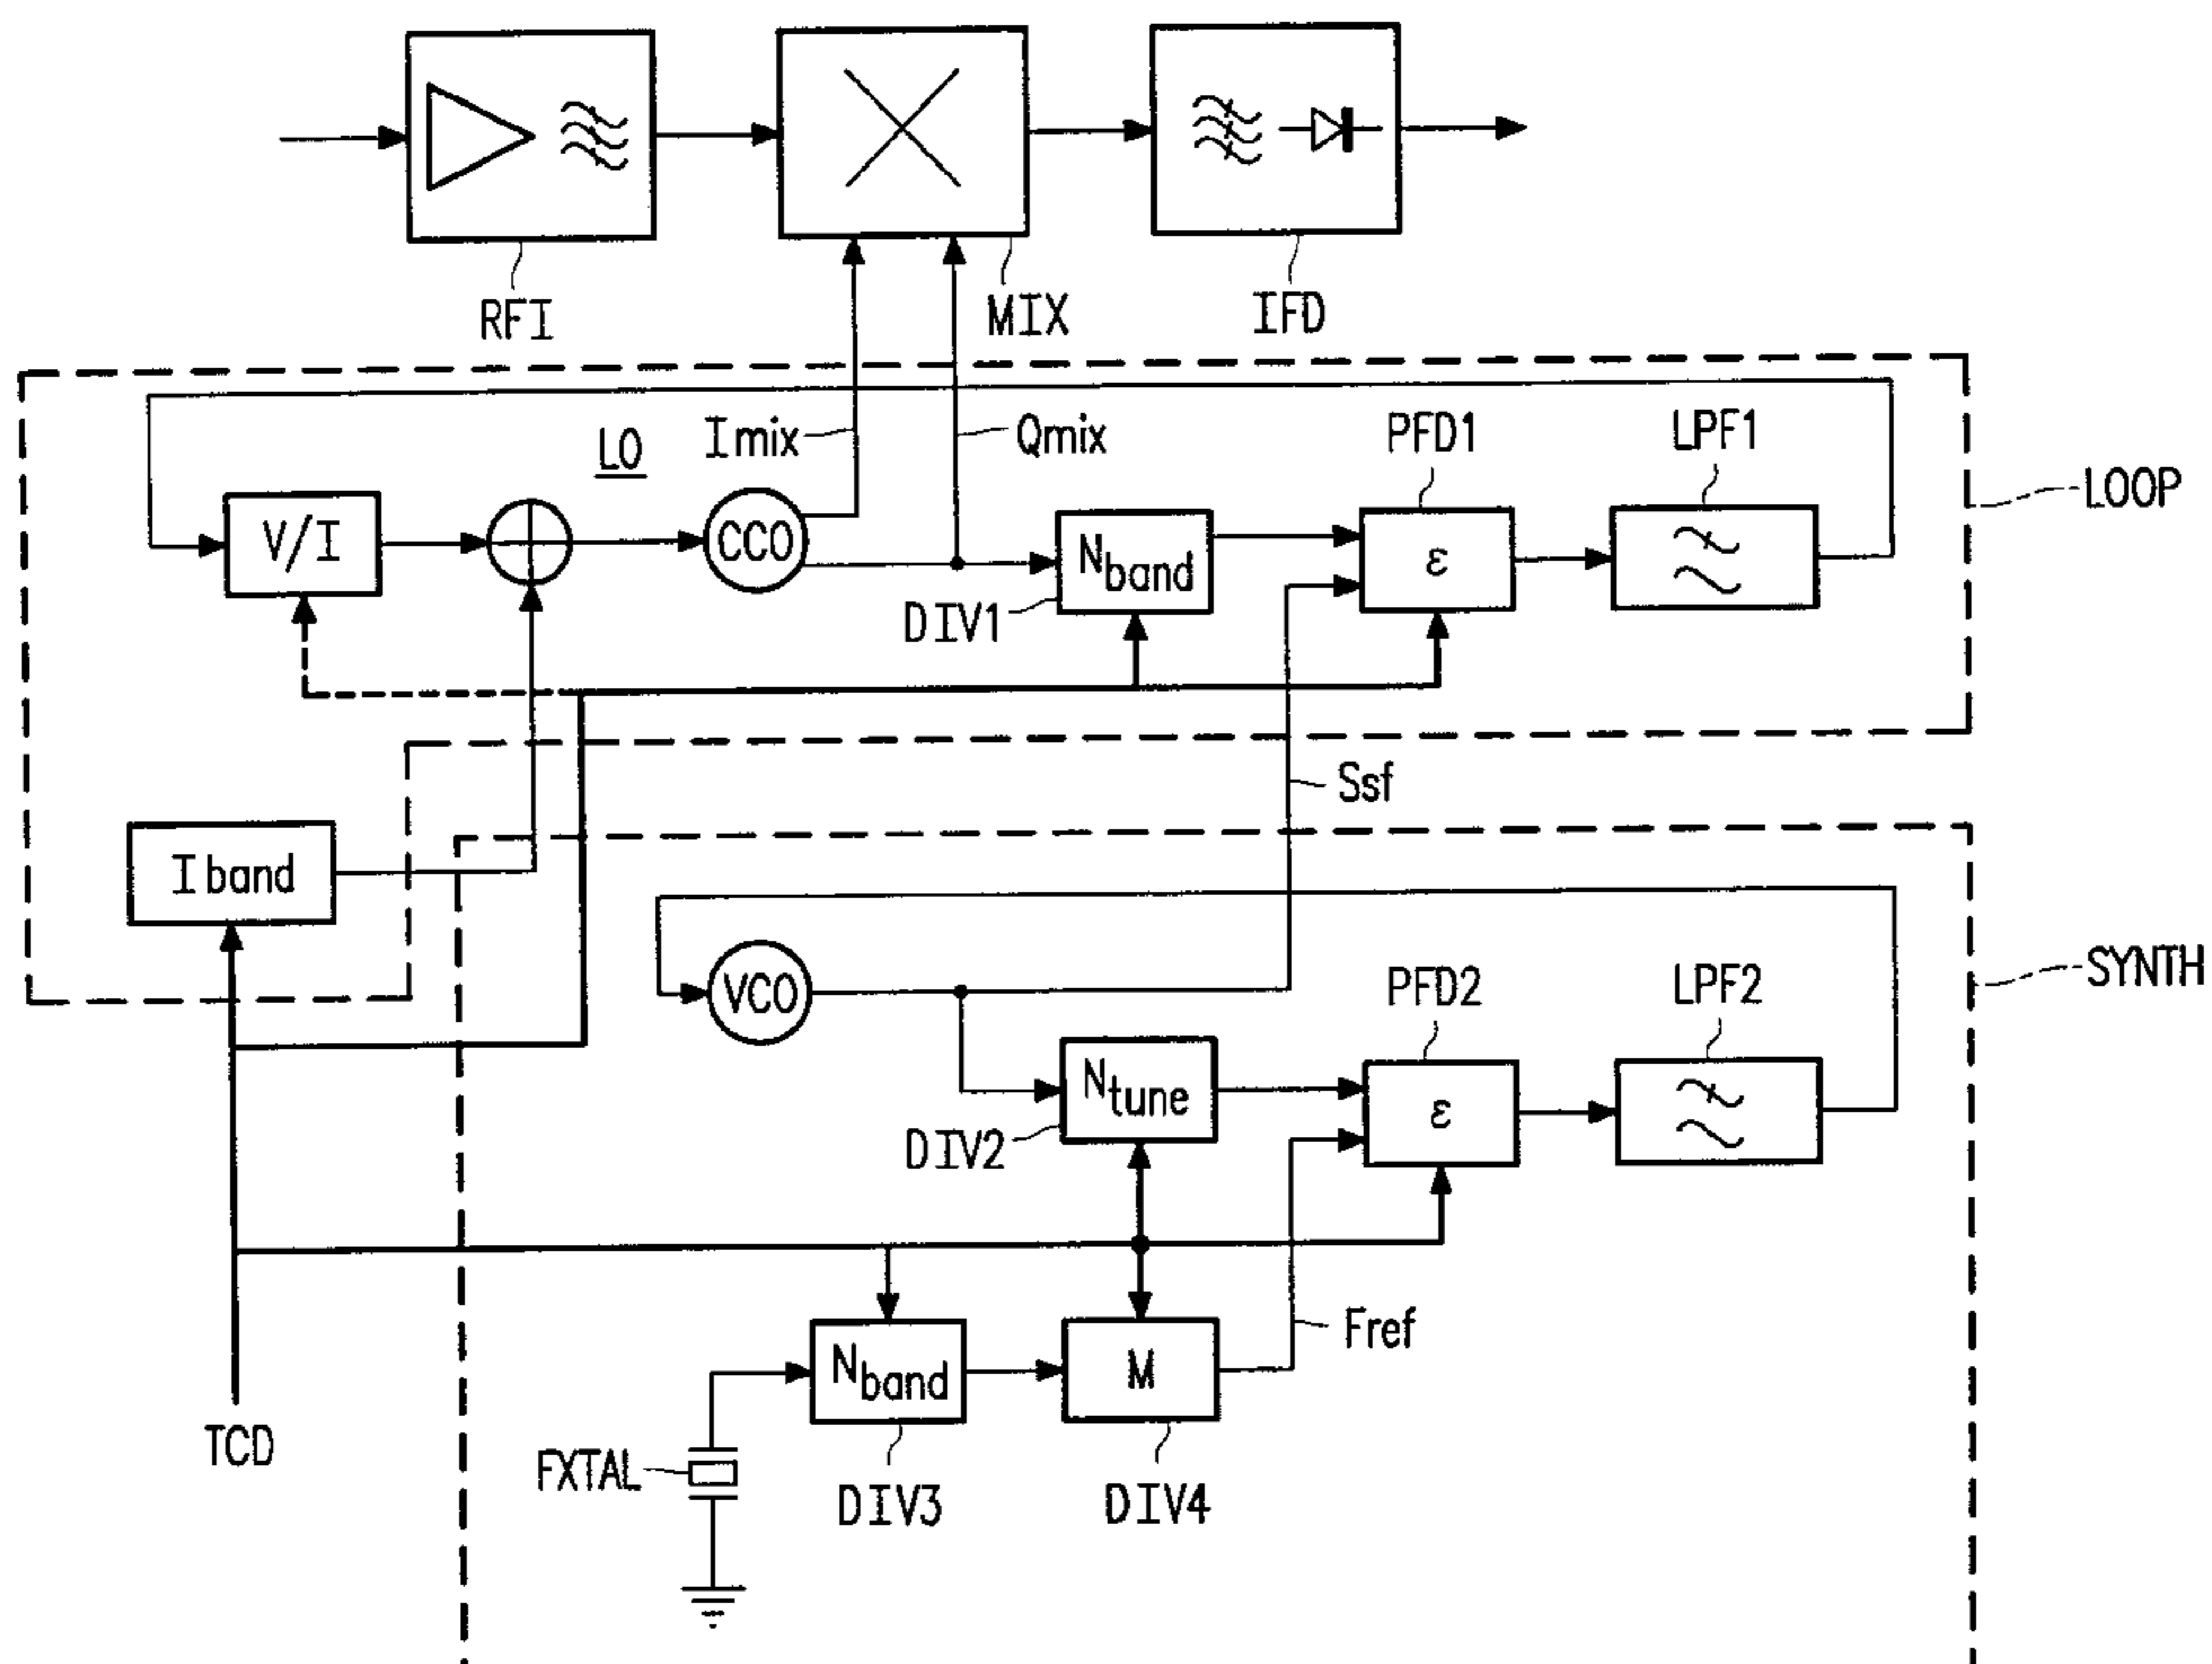 RFI
MIX
IFD
LO
Imix
Qmix
PFD1
LPF1
LOOP
V/I
CCO
Nband
ε
DIV1
Ssf
Iband
SYNTH
VCO
PFD2
LPF2
Ntune
ε
DIV2
Fref
Nband
M
TCD
FXTAL
DIV3
DIV4